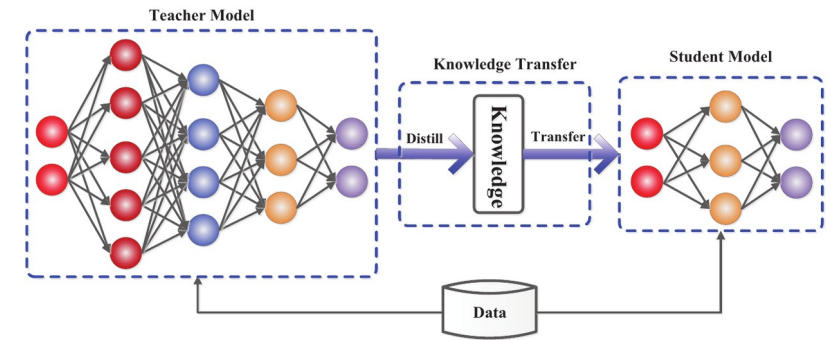 Teacher Model
Knowledge Transfer
Student Model
Distill
Knowledge
Transfer
Data